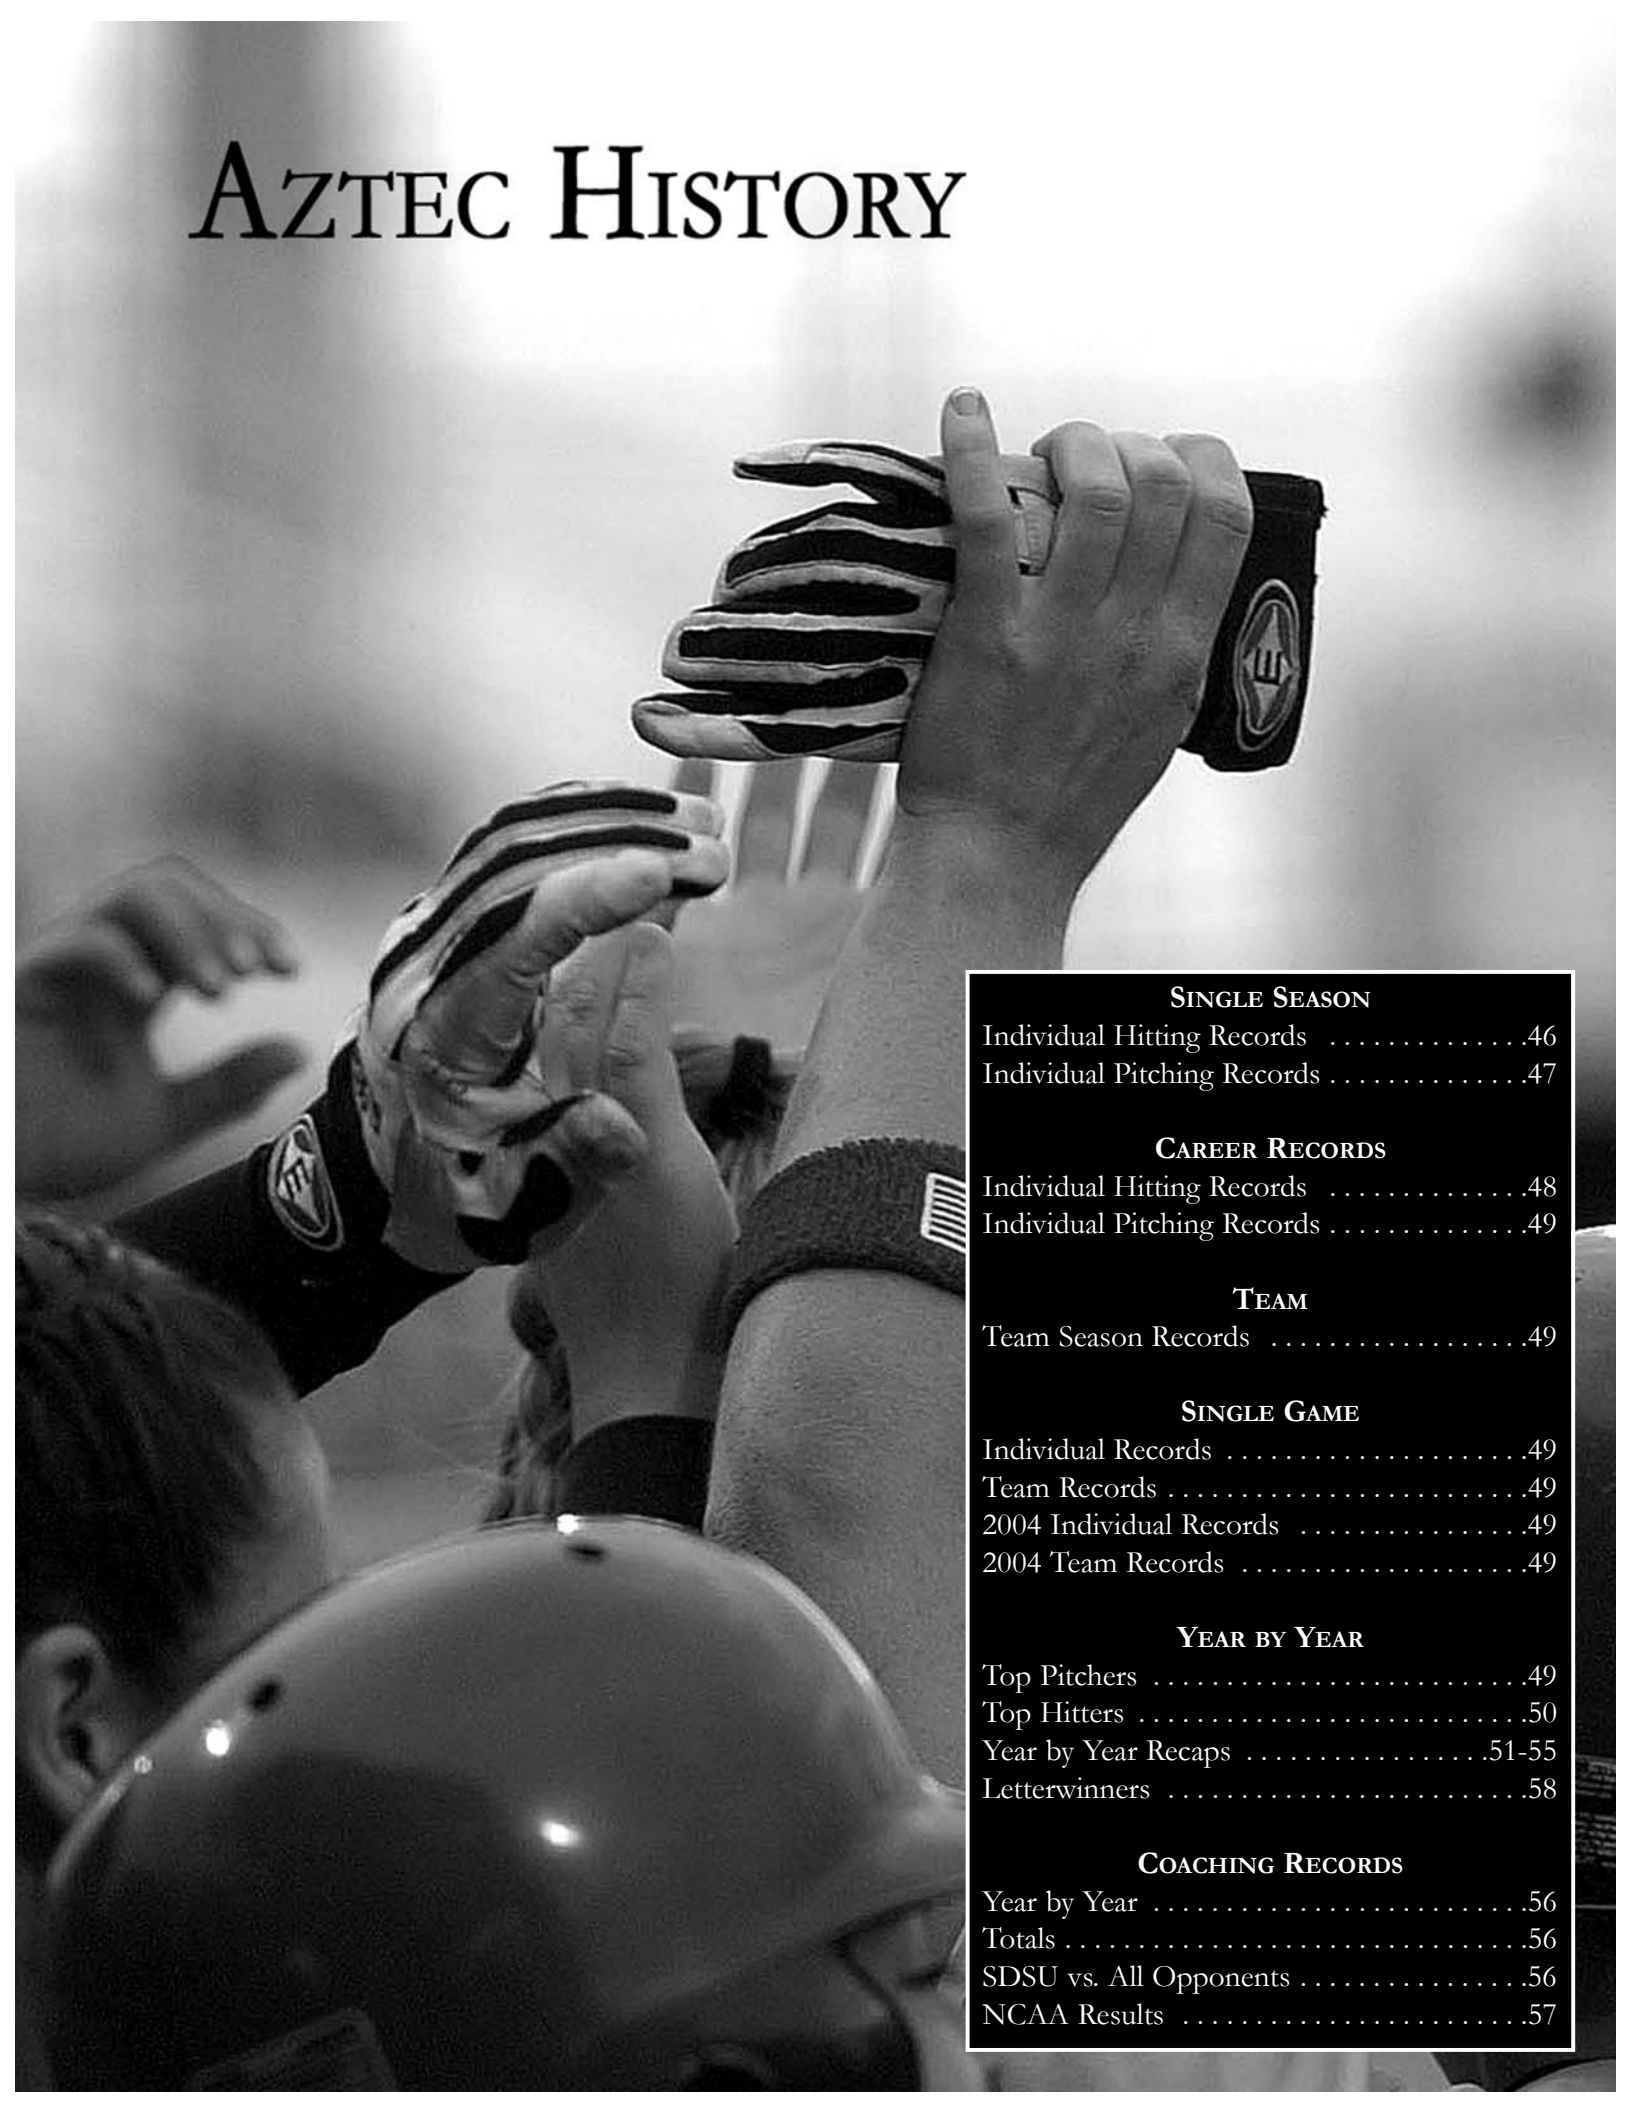 AZTEC HISTORY
SINGLE SEASON
Individual Hitting Records . . . . . . . . . . . . . .46
Individual Pitching Records . . . . . . . . . . . . . .47
CAREER RECORDS
Individual Hitting Records . . . . . . . . . . . . . .48
Individual Pitching Records . . . . . . . . . . . . . .49
TEAM
Team Season Records . . . . . . . . . . . . . . . . . .49
SINGLE GAME
Individual Records . . . . . . . . . . . . . . . . . . . . .49
Team Records . . . . . . . . . . . . . . . . . . . . . . . . .49
2004 Individual Records . . . . . . . . . . . . . . . .49
2004 Team Records . . . . . . . . . . . . . . . . . . . .49
YEAR BY YEAR
Top Pitchers . . . . . . . . . . . . . . . . . . . . . . . . . .49
Top Hitters . . . . . . . . . . . . . . . . . . . . . . . . . . .50
Year by Year Recaps . . . . . . . . . . . . . . . . .51-55
Letterwinners . . . . . . . . . . . . . . . . . . . . . . . . .58
COACHING RECORDS
Year by Year . . . . . . . . . . . . . . . . . . . . . . . . . .56
Totals . . . . . . . . . . . . . . . . . . . . . . . . . . . . . . . .56
SDSU vs. All Opponents . . . . . . . . . . . . . . . .56
NCAA Results . . . . . . . . . . . . . . . . . . . . . . . .57